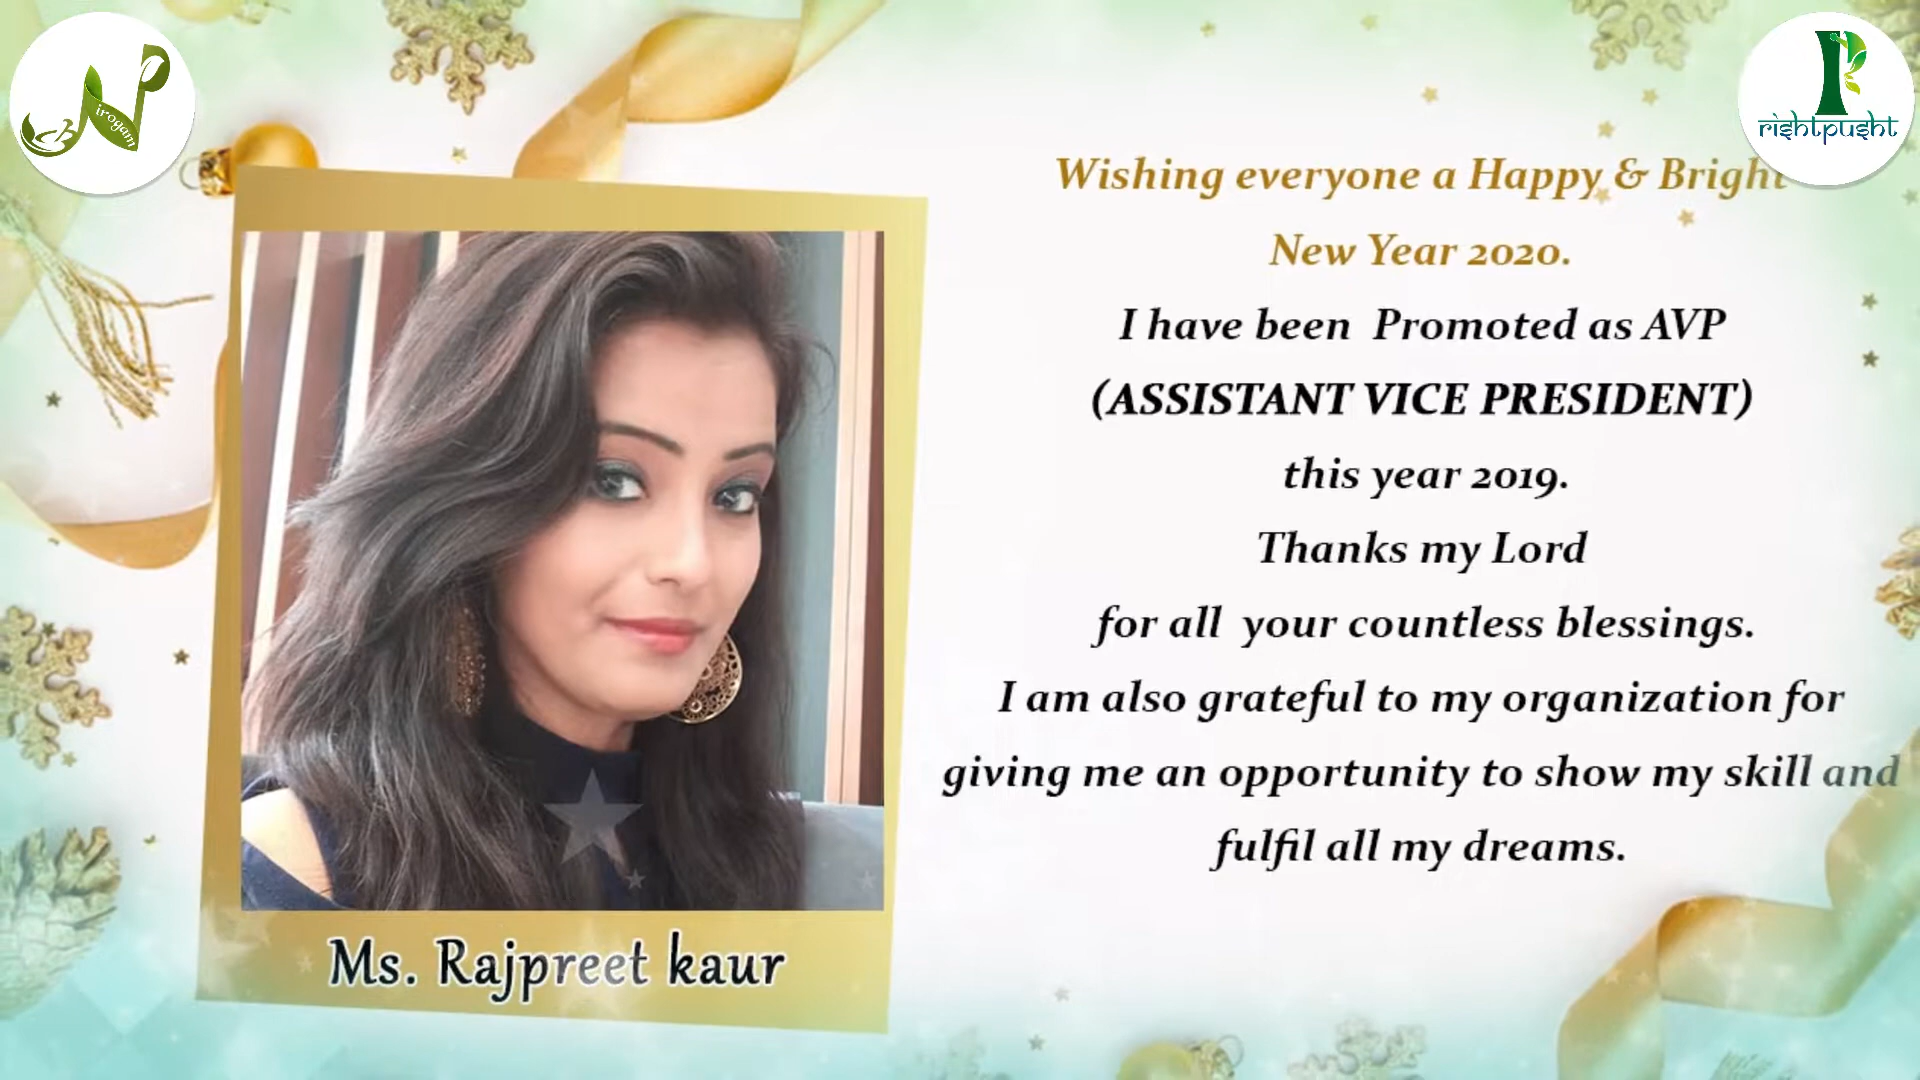 Nirogam
rishtpusht
Wishing everyone a Happy & Bright
New Year 2020.
I have been Promoted as AVP
(ASSISTANT VICE PRESIDENT)
this year 2019.
Thanks my Lord
for all your countless blessings.
I am also grateful to my organization for
giving me an opportunity to show my skill and
fulfil all my dreams.
Ms. Rajpreet kaur